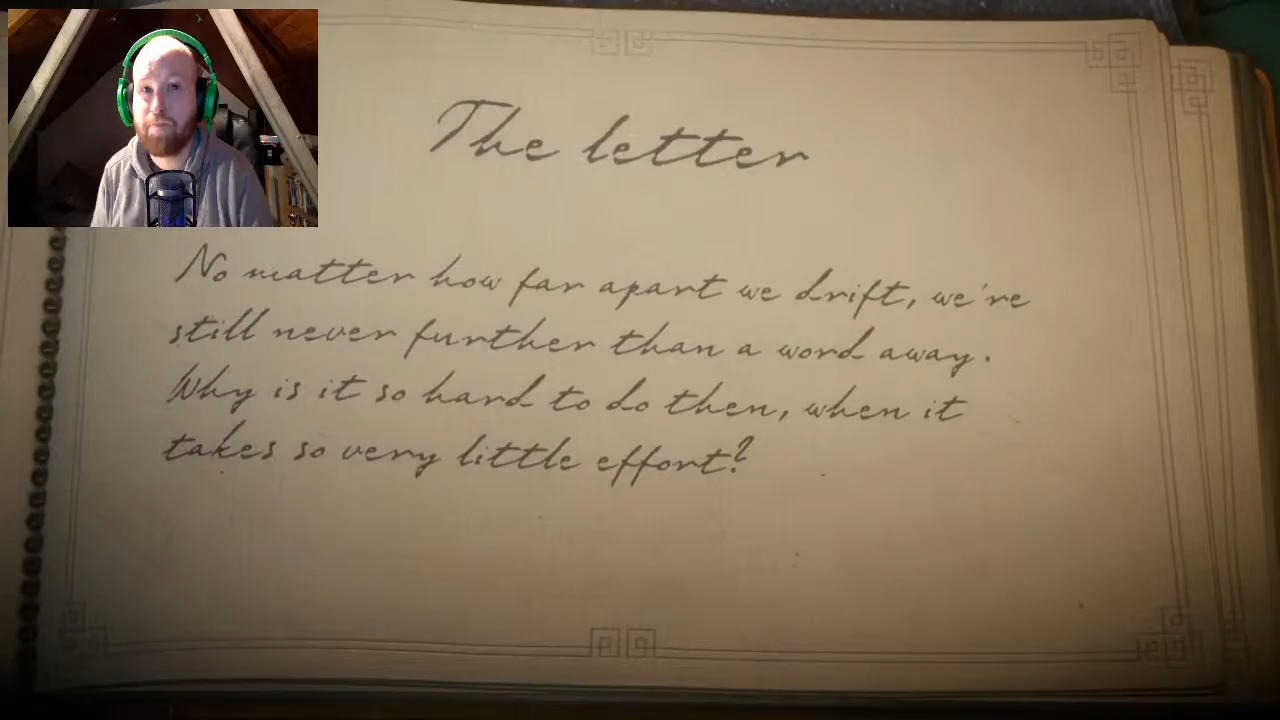 The letter
No matter how far apart we drift, we're
still never further than a word away.
Why is it so hard to do then, when it
takes so very little effort?